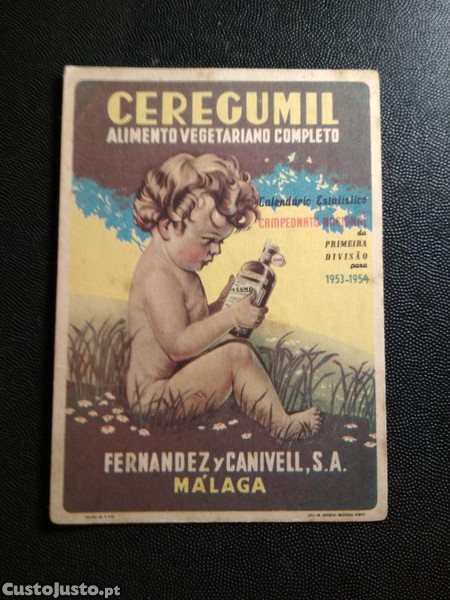 CEREGUMIL
ALIMENTO VEGETARIANO COMPLETO
Calendário Estatístico
CAMPEONATO NACIONAL
da
PRIMEIRA
DIVISÃO
para
1953-1954
FERNANDEZ Y CANIVELL, S.A.
MÁLAGA
CustoJusto.pt